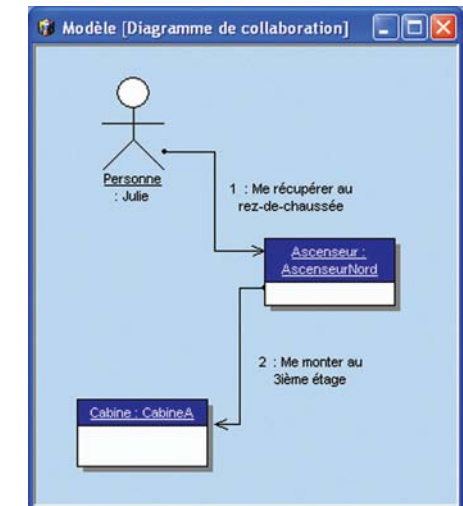 Modèle [Diagramme de collaboration]
Personne
: Julie
1 : Me récupérer au
rez-de-chaussée
Ascenseur :
AscenseurNord
2 : Me monter au
3ième étage
Cabine : CabineA